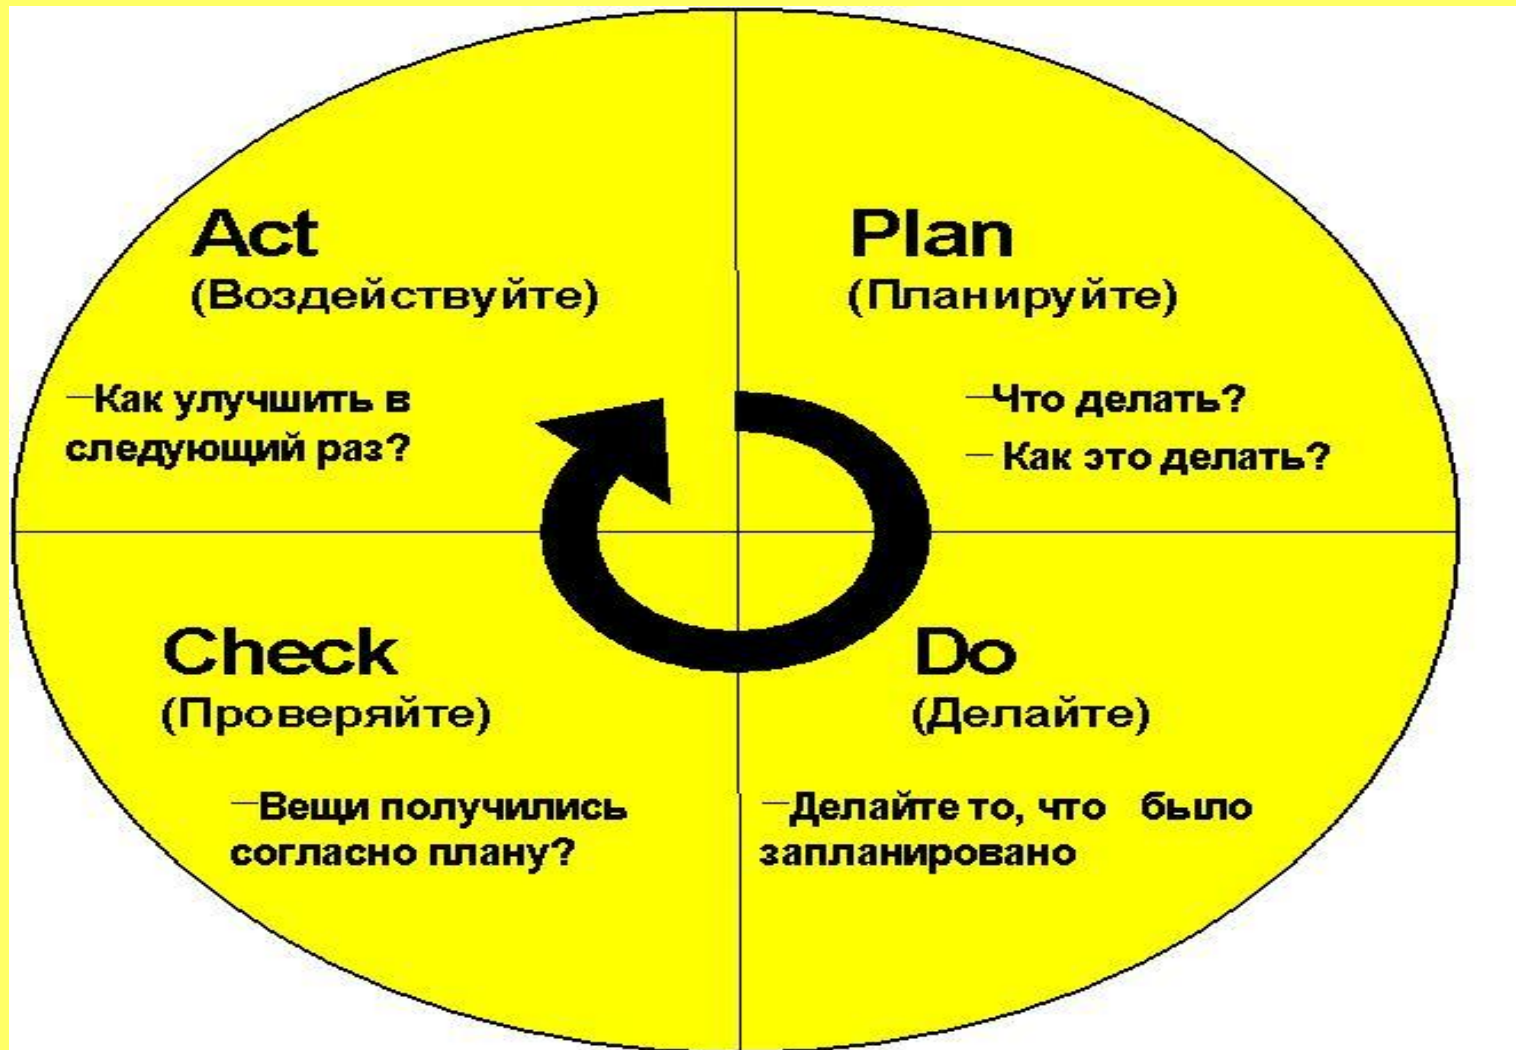 Act
(Воздействуйте)
—Как улучшить в
следующий раз?
Plan
(Планируйте)
—Что делать?
— Как это делать?
Check
(Проверяйте)
—Вещи получились
согласно плану?
Do
(Делайте)
—Делайте то, что было
запланировано